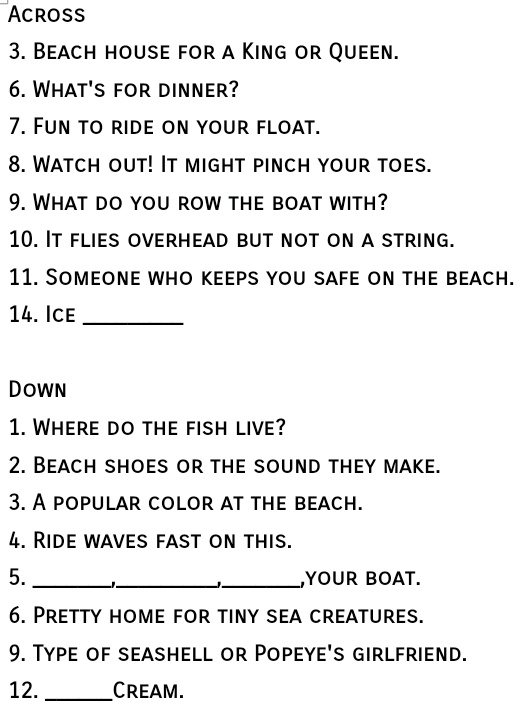 Across
3. Beach house for a King or Queen.
6. What's for dinner?
7. Fun to ride on your float.
8. Watch out! It might pinch your toes.
9. What do you row the boat with?
10. It flies overhead but not on a string.
11. Someone who keeps you safe on the beach.
14. Ice _________
Down
1. Where do the fish live?
2. Beach shoes or the sound they make.
3. A popular color at the beach.
4. Ride waves fast on this.
5. _______,_________,_______,your boat.
6. Pretty home for tiny sea creatures.
9. Type of seashell or Popeye's girlfriend.
12. ______Cream.